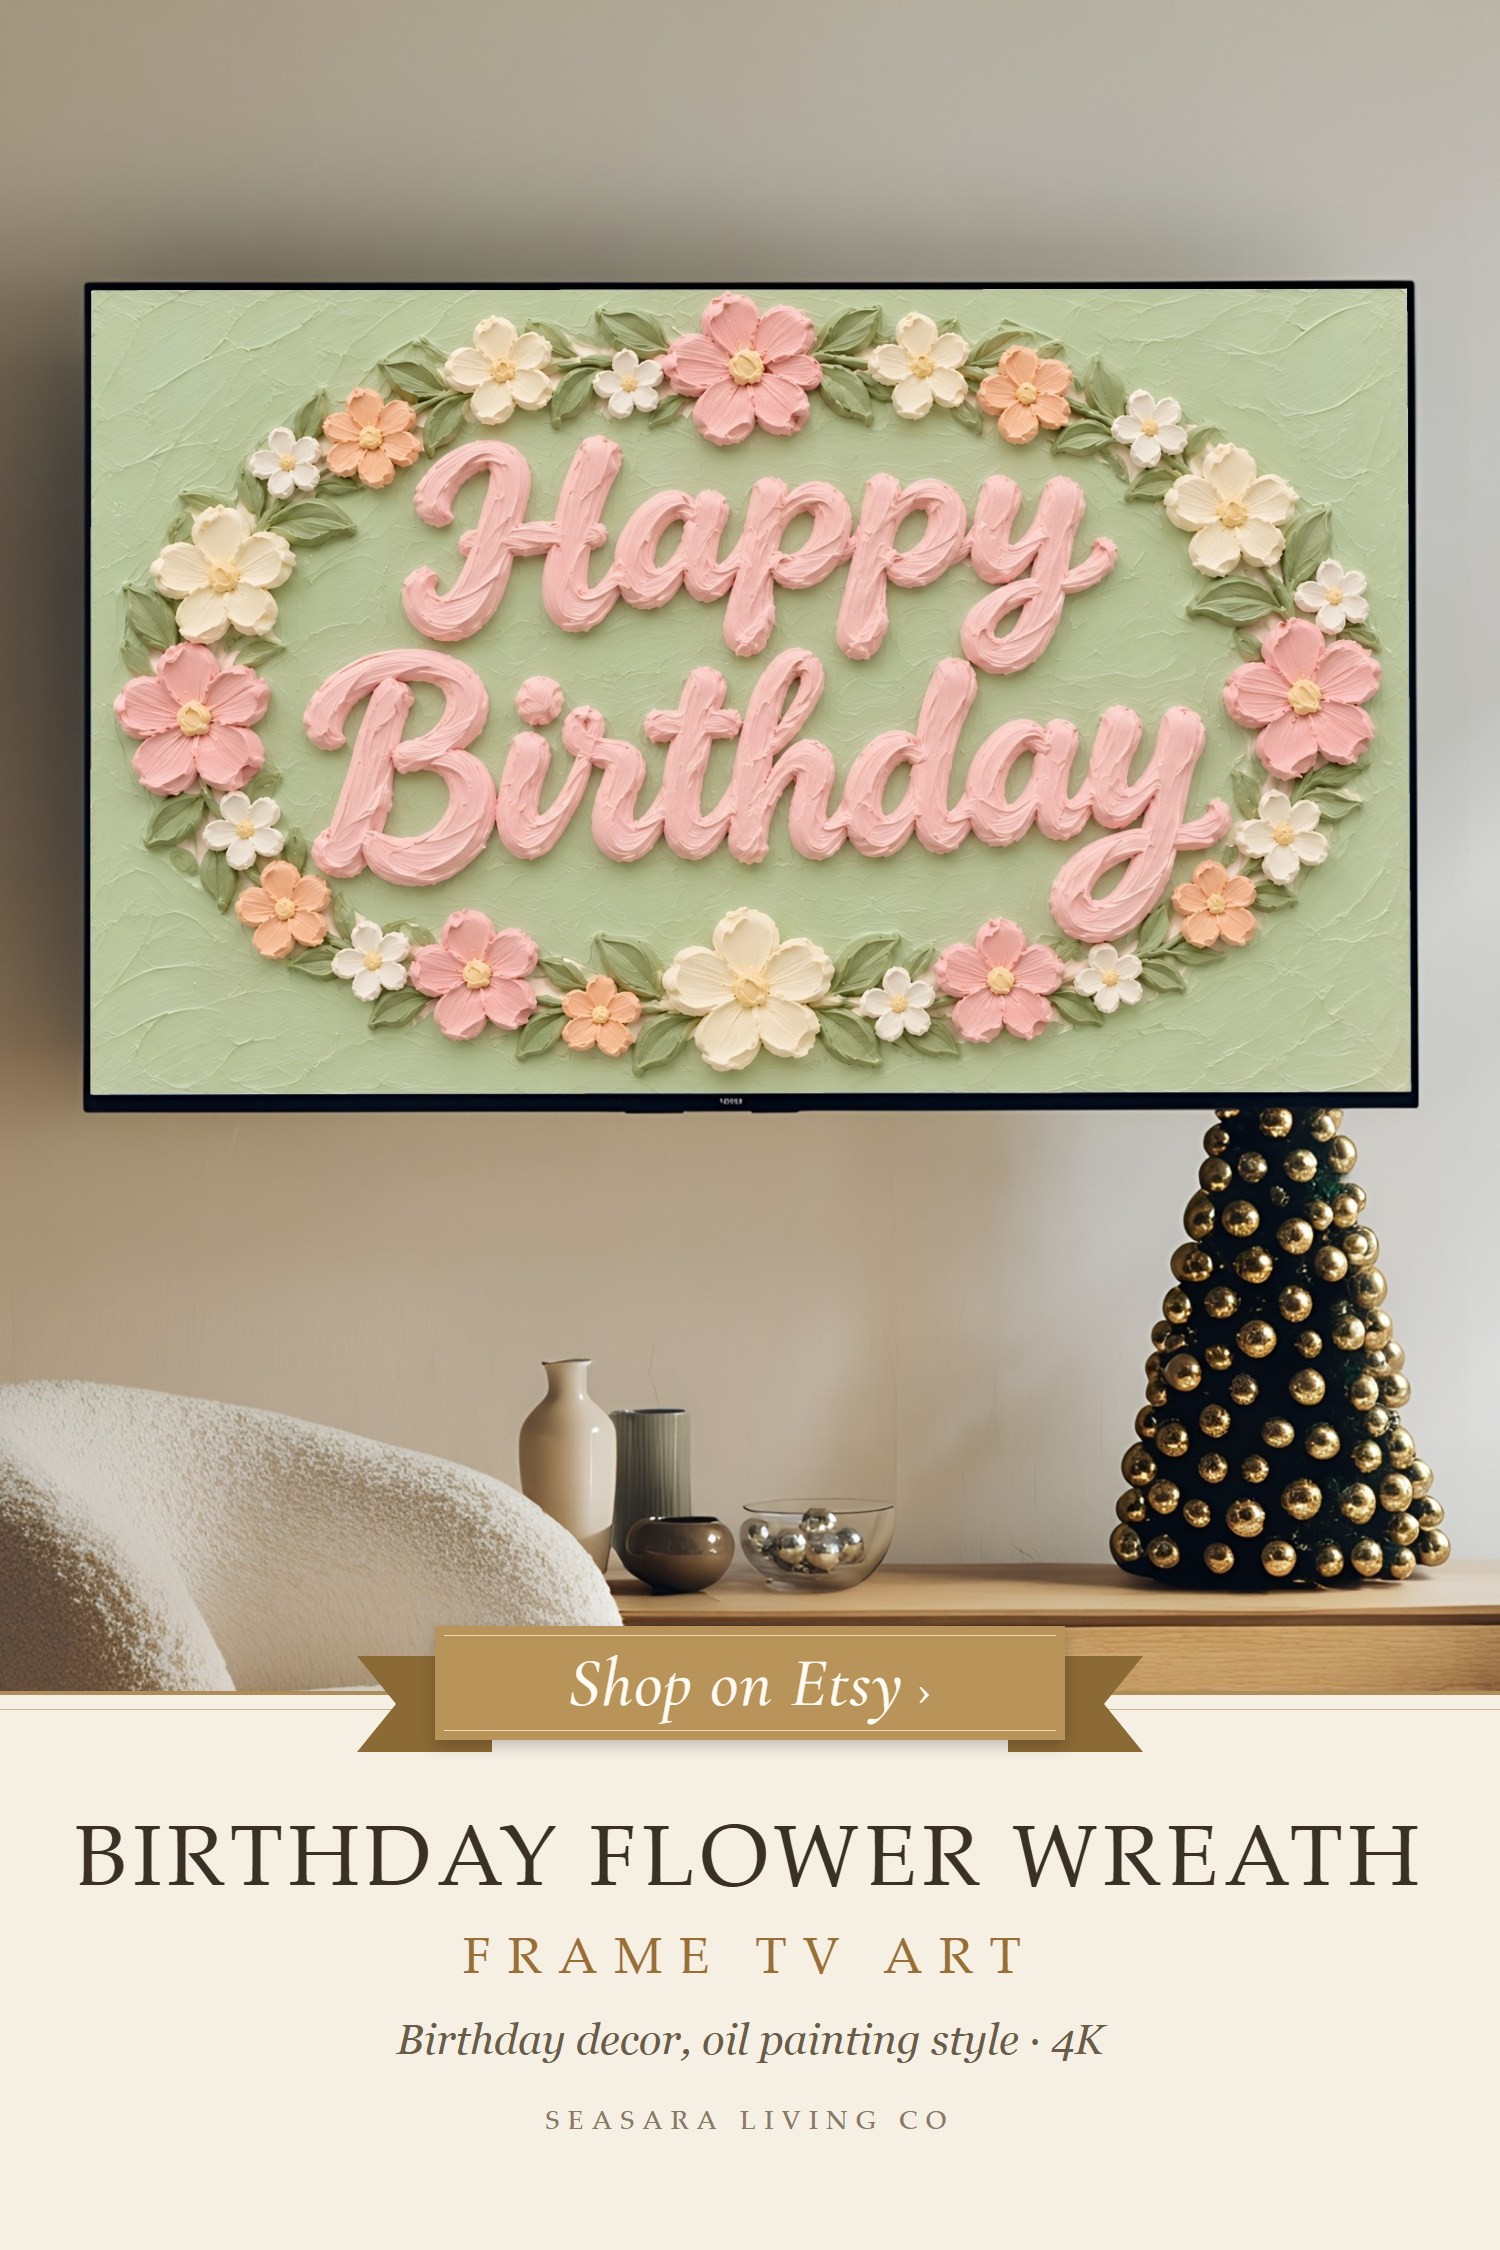 Happy
Birthday
Shop on Etsy ›
BIRTHDAY FLOWER WREATH
FRAME TV ART
Birthday decor, oil painting style · 4K
SEASARA LIVING CO